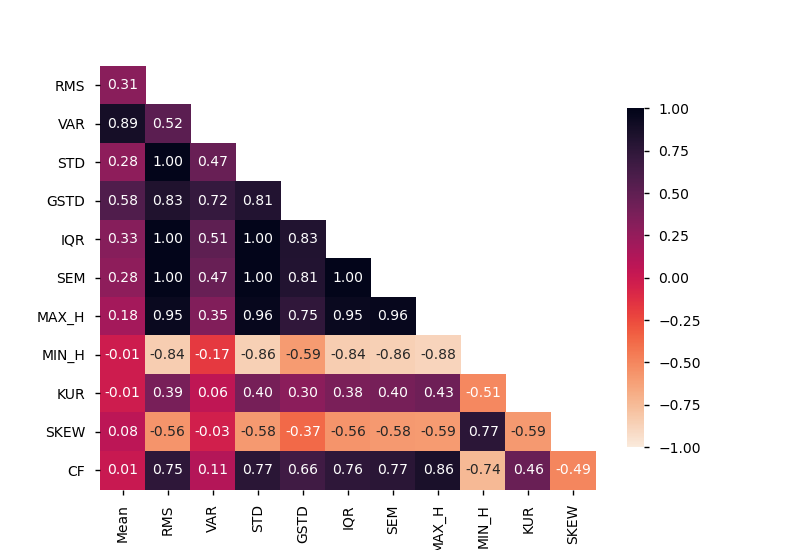 RMS 0.31
VAR 0.89 0.52
STD 0.28 1.00 0.47
GSTD 0.58 0.83 0.72 0.81
IQR 0.33 1.00 0.51 1.00 0.83
SEM 0.28 1.00 0.47 1.00 0.81 1.00
MAX_H 0.18 0.95 0.35 0.96 0.75 0.95 0.96
MIN_H -0.01 -0.84 -0.17 -0.86 -0.59 -0.84 -0.86 -0.88
KUR -0.01 0.39 0.06 0.40 0.30 0.38 0.40 0.43 -0.51
SKEW 0.08 -0.56 -0.03 -0.58 -0.37 -0.56 -0.58 -0.59 0.77 -0.59
CF 0.01 0.75 0.11 0.77 0.66 0.76 0.77 0.86 -0.74 0.46 -0.49
Mean RMS VAR STD GSTD IQR SEM MAX_H MIN_H KUR SKEW
1.00
0.75
0.50
0.25
0.00
−0.25
−0.50
−0.75
−1.00